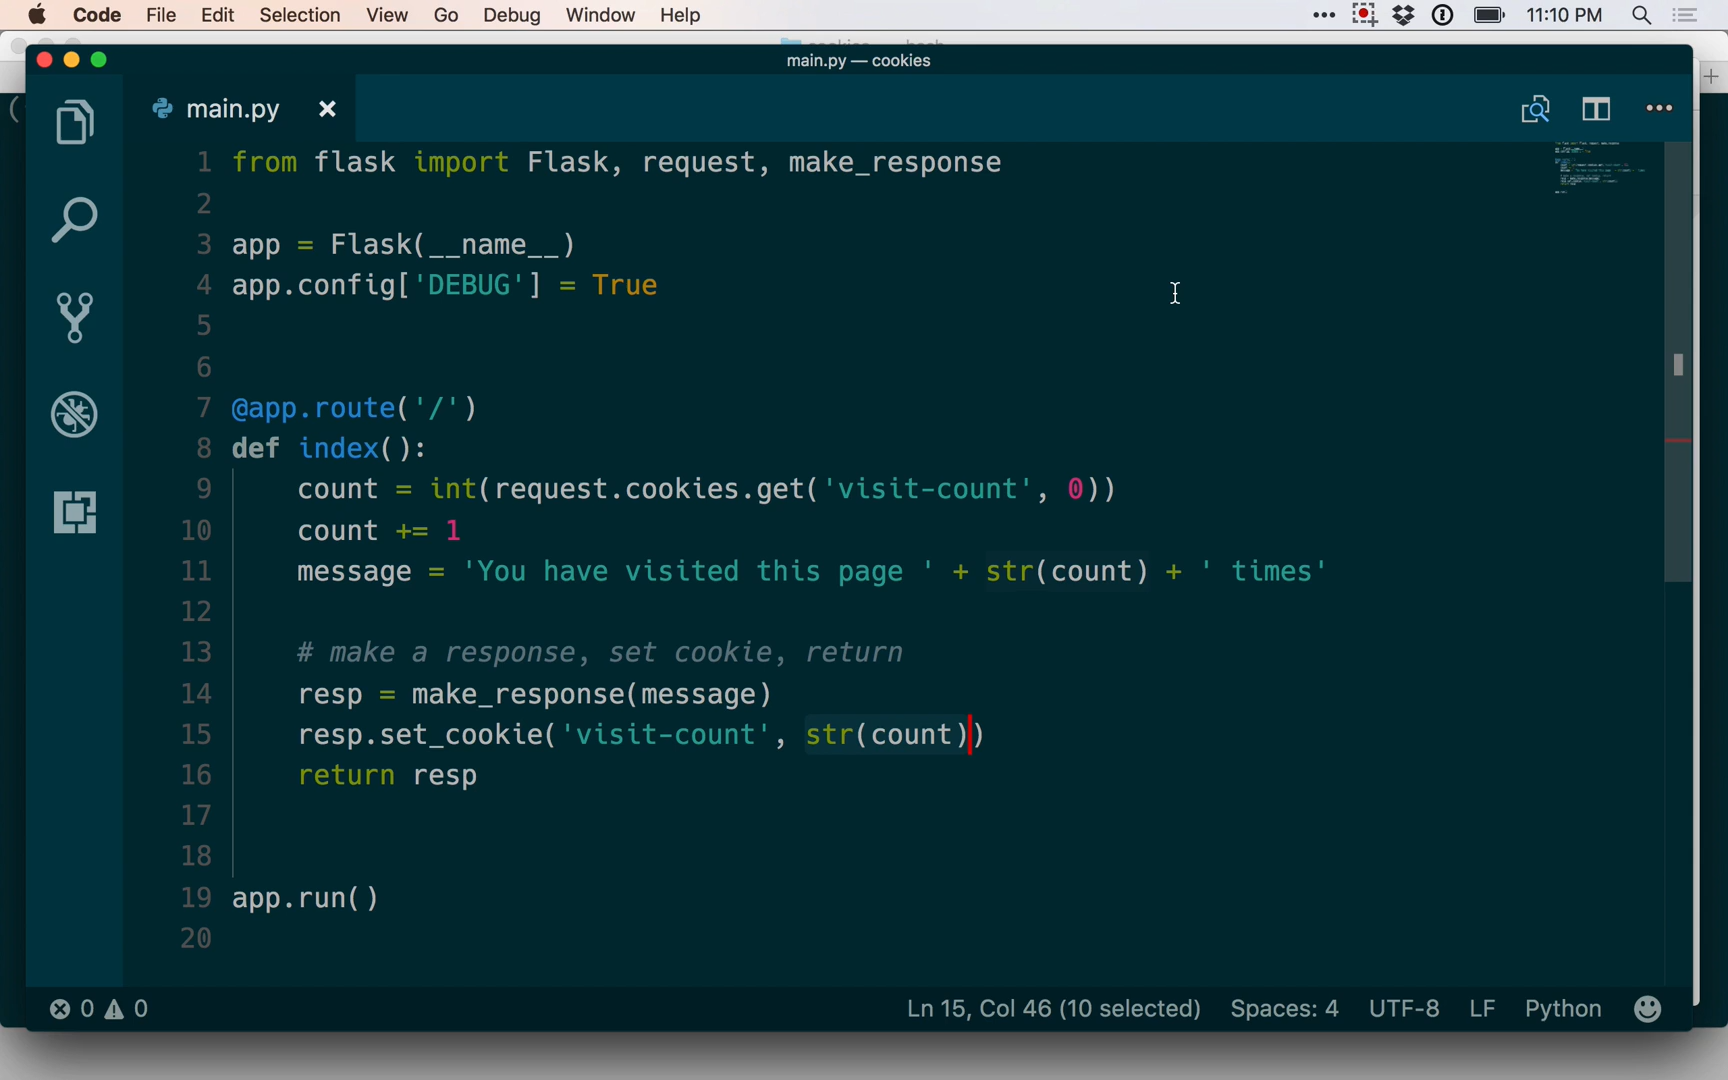 Code File Edit Selection View Go Debug Window Help 11:10 PM
main.py — cookies
main.py
1 from flask import Flask, request, make_response
2
3 app = Flask(__name__)
4 app.config['DEBUG'] = True
5
6
7 @app.route('/')
8 def index():
9 count = int(request.cookies.get('visit-count', 0))
10 count += 1
11 message = 'You have visited this page ' + str(count) + ' times'
12
13 # make a response, set cookie, return
14 resp = make_response(message)
15 resp.set_cookie('visit-count', str(count))
16 return resp
17
18
19 app.run()
20
0 0 Ln 15, Col 46 (10 selected) Spaces: 4 UTF-8 LF Python